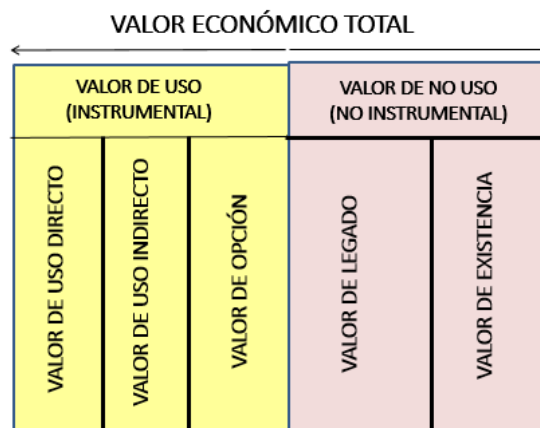 VALOR ECONÓMICO TOTAL
VALOR DE USO
(INSTRUMENTAL)
VALOR DE NO USO
(NO INSTRUMENTAL)
VALOR DE USO DIRECTO
VALOR DE USO INDIRECTO
VALOR DE OPCIÓN
VALOR DE LEGADO
VALOR DE EXISTENCIA